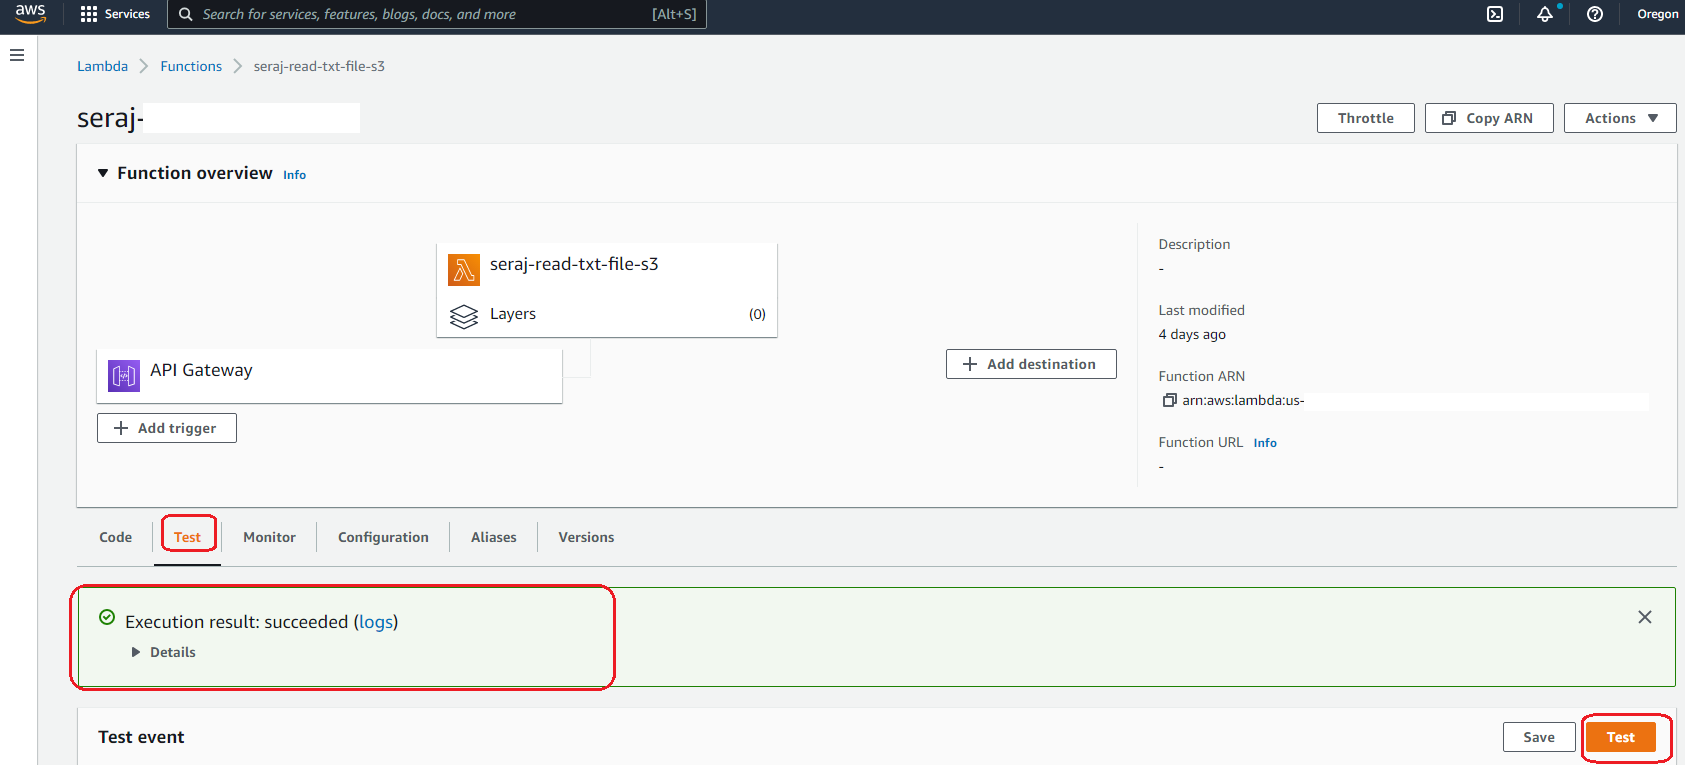 aws
Services
Search for services, features, blogs, docs, and more
[Alt+S]
Oregon
Lambda
Functions
seraj-read-txt-file-s3
seraj-
Throttle
Copy ARN
Actions
Function overview
Info
seraj-read-txt-file-s3
Layers
(0)
API Gateway
Add trigger
Add destination
Description
-
Last modified
4 days ago
Function ARN
arn:aws:lambda:us-
Function URL Info
-
Code
Test
Monitor
Configuration
Aliases
Versions
Execution result: succeeded (logs)
Details
Test event
Save
Test